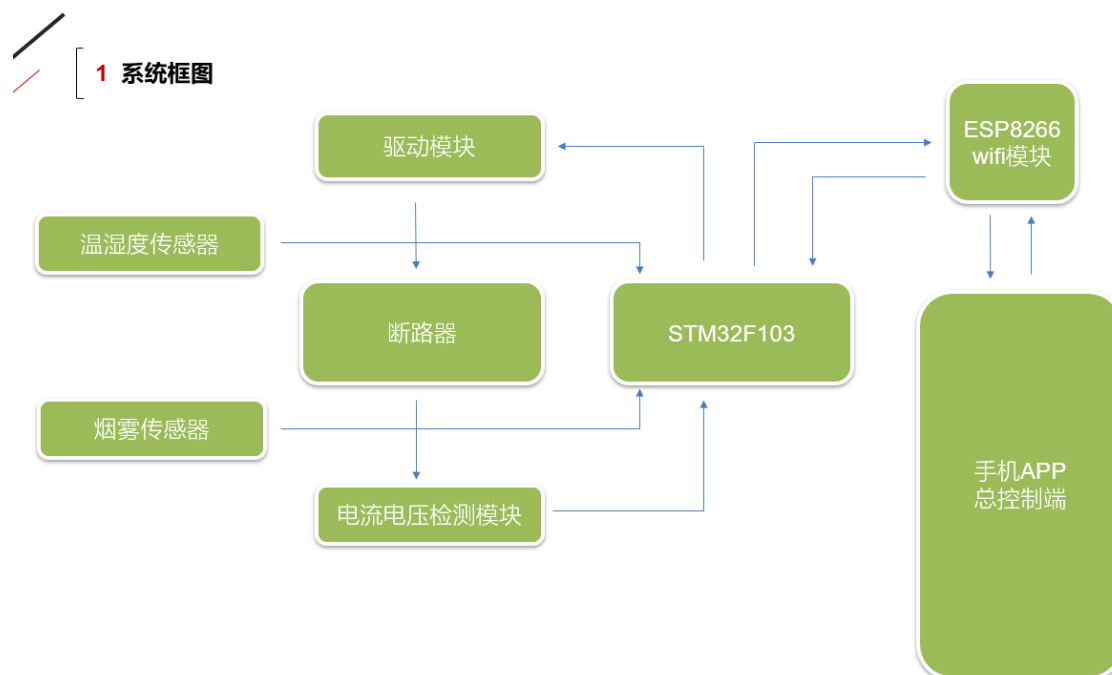 1 系统框图
ESP8266
wifi模块
驱动模块
温湿度传感器
断路器
STM32F103
烟雾传感器
手机APP
总控制端
电流电压检测模块